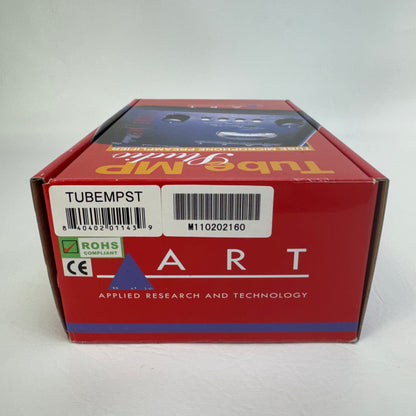 ART
Tube MP
Studio
TUBE MICROPHONE PREAMPLIFIER
TUBEMPST
8 40402 01143 9
M110202160
ROHS
COMPLIANT
CE
ART
APPLIED RESEARCH AND TECHNOLOGY